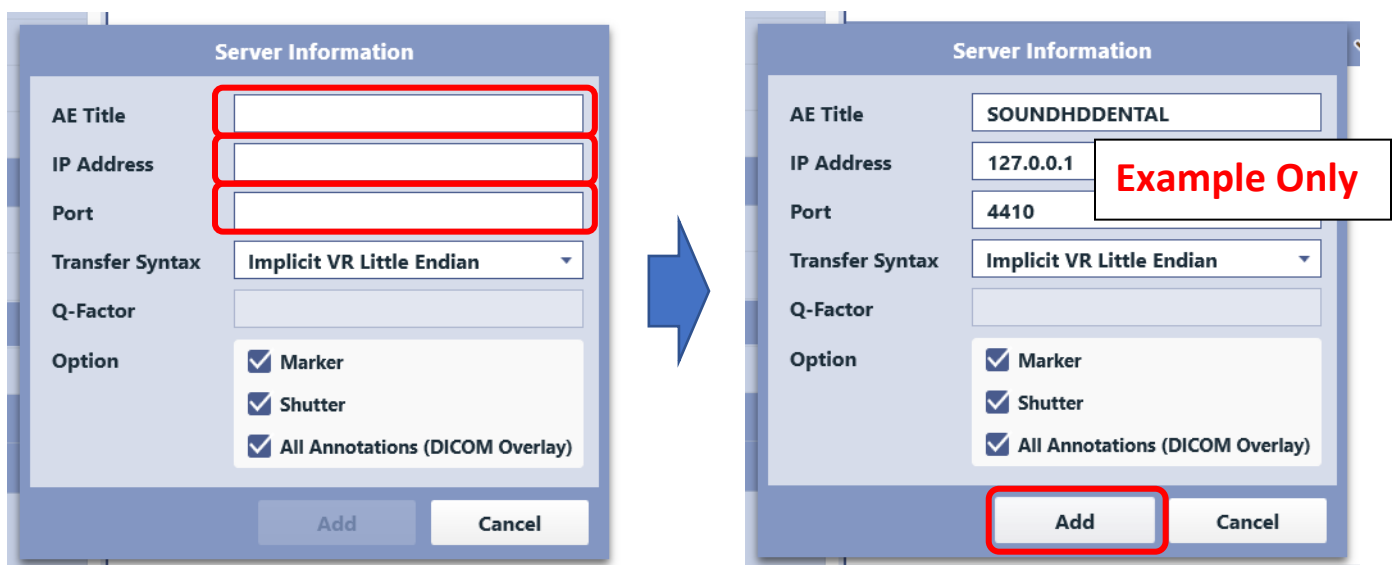 Server Information
AE Title
IP Address
Port
Transfer Syntax Implicit VR Little Endian
Q-Factor
Option Marker
Shutter
All Annotations (DICOM Overlay)
Add Cancel
Server Information
AE Title SOUNDHDDENTAL
IP Address 127.0.0.1
Example Only
Port 4410
Transfer Syntax Implicit VR Little Endian
Q-Factor
Option Marker
Shutter
All Annotations (DICOM Overlay)
Add Cancel